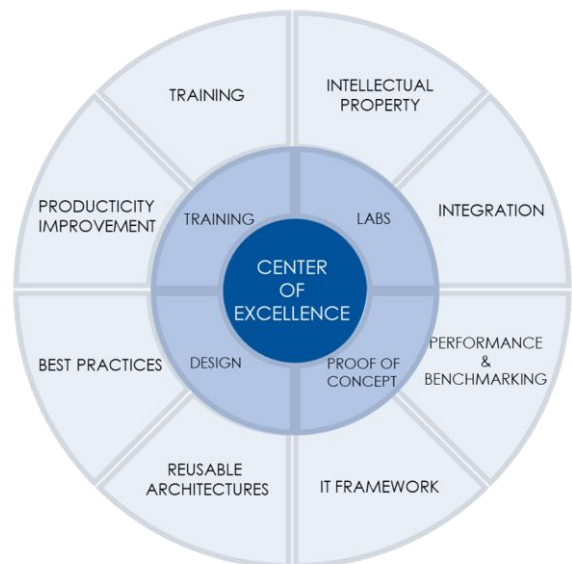 TRAINING
INTELLECTUAL
PROPERTY
PRODUCTICITY
IMPROVEMENT
TRAINING
LABS
INTEGRATION
CENTER
OF
EXCELLENCE
BEST PRACTICES
DESIGN
PROOF OF
CONCEPT
PERFORMANCE
&
BENCHMARKING
REUSABLE
ARCHITECTURES
IT FRAMEWORK